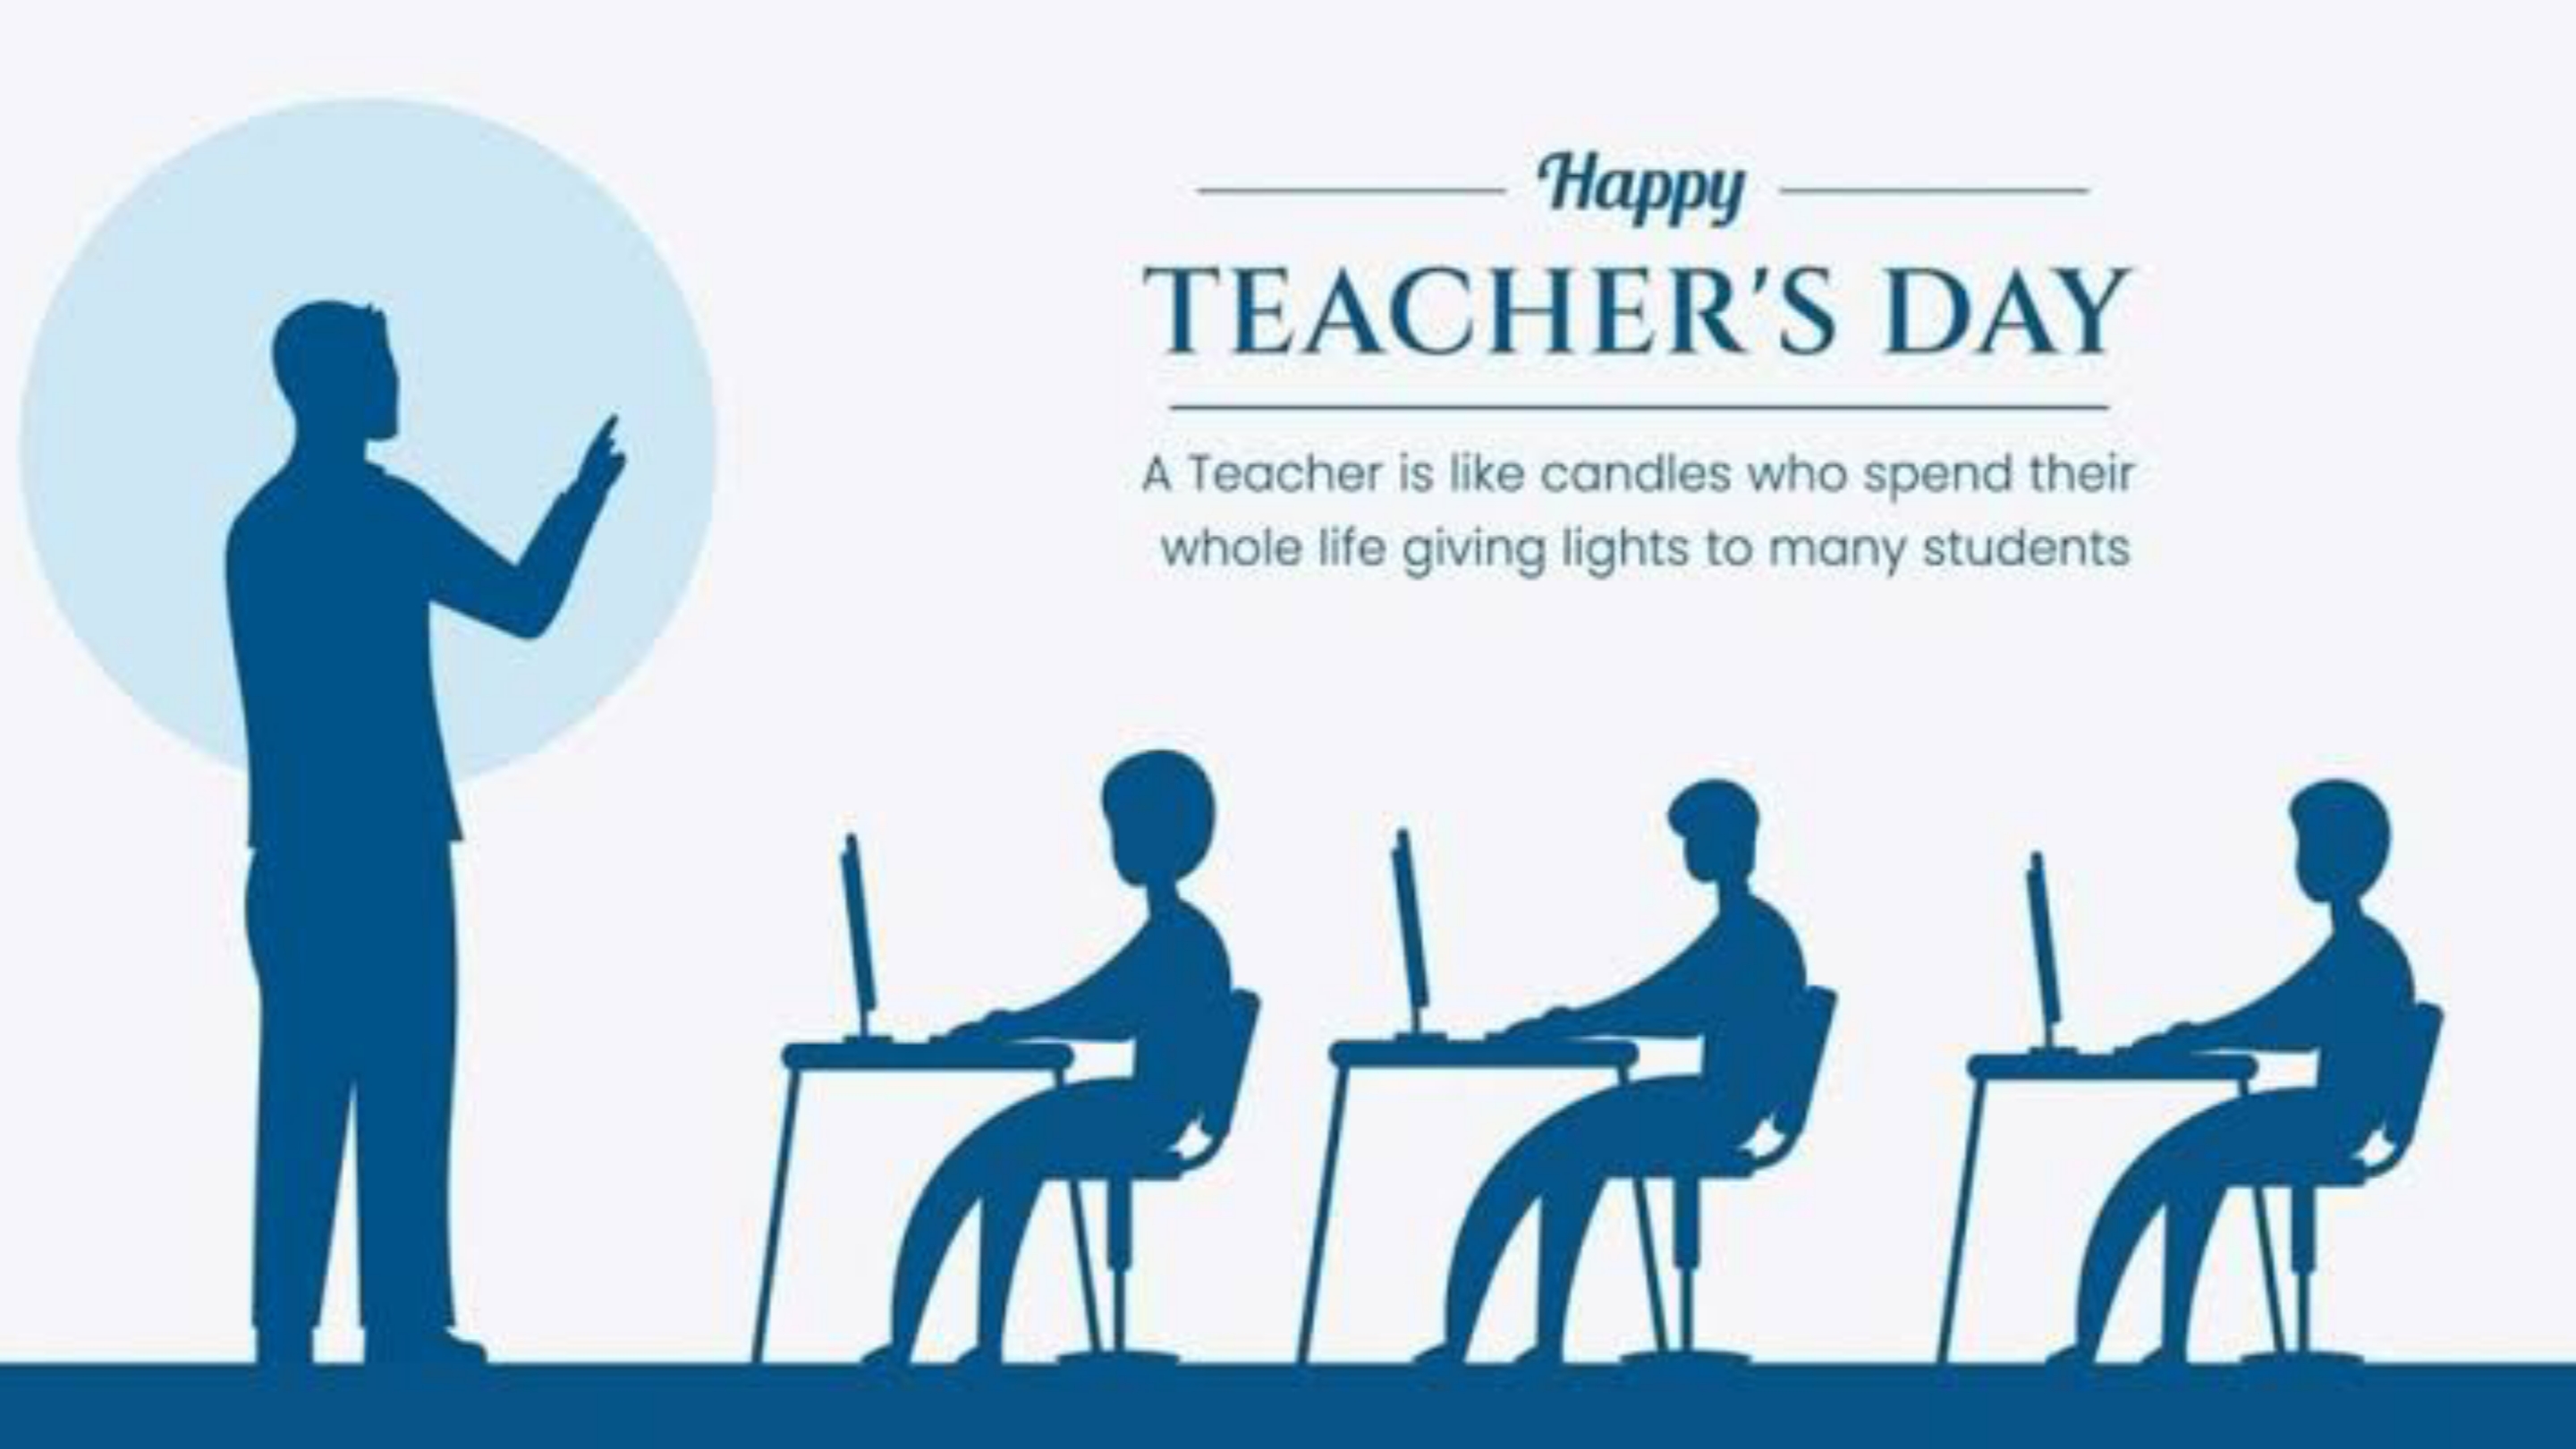 Happy
TEACHER'S DAY
A Teacher is like candles who spend their
whole life giving lights to many students